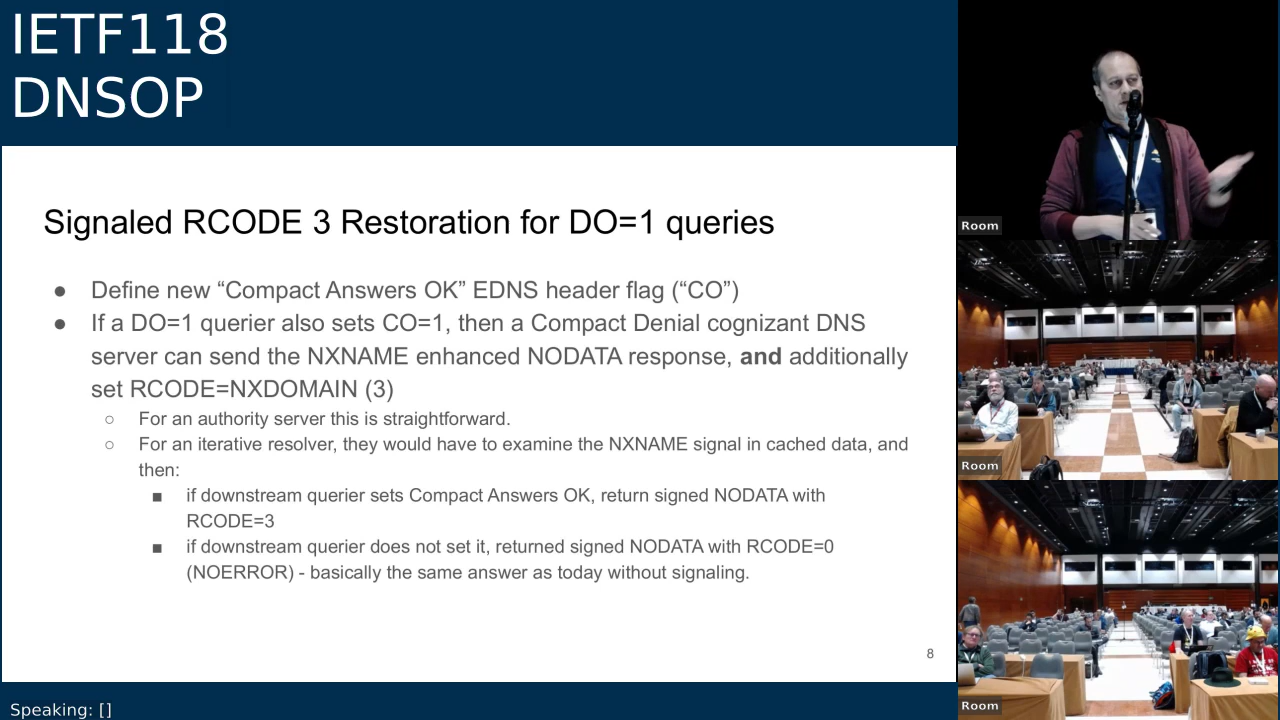 IETF118
DNSOP
Signaled RCODE 3 Restoration for DO=1 queries
● Define new “Compact Answers OK” EDNS header flag (“CO”)
● If a DO=1 querier also sets CO=1, then a Compact Denial cognizant DNS
server can send the NXNAME enhanced NODATA response, and additionally
set RCODE=NXDOMAIN (3)
○ For an authority server this is straightforward.
○ For an iterative resolver, they would have to examine the NXNAME signal in cached data, and
then:
■ if downstream querier sets Compact Answers OK, return signed NODATA with
RCODE=3
■ if downstream querier does not set it, returned signed NODATA with RCODE=0
(NOERROR) - basically the same answer as today without signaling.
8
Speaking: []
Room
Room
Room